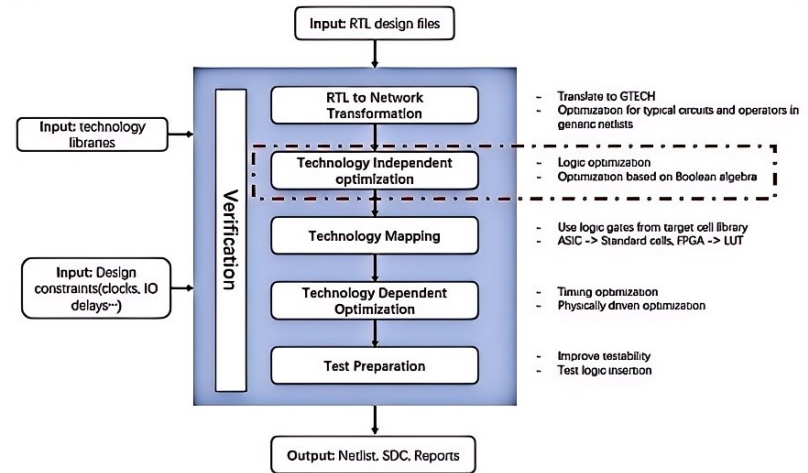 Input: RTL design files
RTL to Network
Transformation
- Translate to GTECH
- Optimization for typical circuits and operators in
generic netlists
Input: technology
libraries
Technology Independent
optimization
- Logic optimization
- Optimization based on Boolean algebra
Verification
Technology Mapping
- Use logic gates from target cell library
- ASIC -> Standard cells, FPGA -> LUT
Input: Design
constraints(clocks, IO
delays···)
Technology Dependent
Optimization
- Timing optimization
- Physically driven optimization
Test Preparation
- Improve testability
- Test logic insertion
Output: Netlist, SDC, Reports